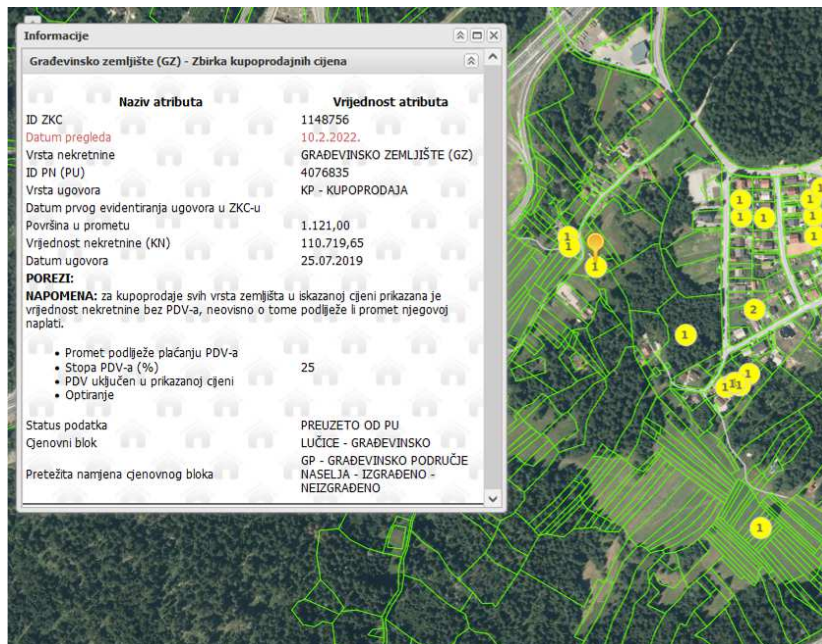 Informacije
Građevinsko zemljište (GZ) - Zbirka kupoprodajnih cijena
Naziv atributa Vrijednost atributa
ID ZKC 1148756
Datum pregleda 10.2.2022.
Vrsta nekretnine GRAĐEVINSKO ZEMLJIŠTE (GZ)
ID PN (PU) 4076835
Vrsta ugovora KP - KUPOPRODAJA
Datum prvog evidentiranja ugovora u ZKC-u
Površina u prometu 1.121,00
Vrijednost nekretnine (KN) 110.719,65
Datum ugovora 25.07.2019
POREZI:
NAPOMENA: za kupoprodaje svih vrsta zemljišta u iskazanoj cijeni prikazana je
vrijednost nekretnine bez PDV-a, neovisno o tome podliježe li promet njegovoj
naplati.
• Promet podliježe plaćanju PDV-a
• Stopa PDV-a (%) 25
• PDV uključen u prikazanoj cijeni
• Optiranje
Status podatka PREUZETO OD PU
Cjenovni blok LUČICE - GRAĐEVINSKO
Pretežita namjena cjenovnog bloka GP - GRAĐEVINSKO PODRUČJE
NASELJA - IZGRAĐENO -
NEIZGRAĐENO
1
1
1
1
1
1
1
1
1
1
2
1
1
1
1
1
1